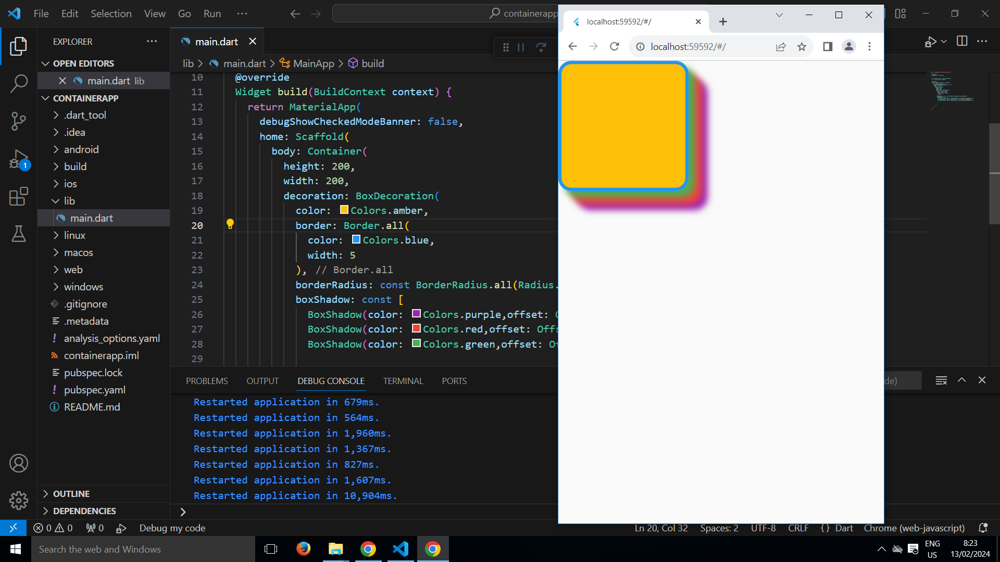 File Edit Selection View Go Run ···
containerapp
EXPLORER
OPEN EDITORS
main.dart lib
CONTAINERAPP
.dart_tool
.idea
android
build
ios
lib
main.dart
linux
macos
web
windows
.gitignore
.metadata
analysis_options.yaml
containerapp.iml
pubspec.lock
pubspec.yaml
README.md
OUTLINE
DEPENDENCIES
1
main.dart
lib > main.dart > MainApp > build
10 @override
11 Widget build(BuildContext context) {
12 return MaterialApp(
13 debugShowCheckedModeBanner: false,
14 home: Scaffold(
15 body: Container(
16 height: 200,
17 width: 200,
18 decoration: BoxDecoration(
19 color: Colors.amber,
20 border: Border.all(
21 color: Colors.blue,
22 width: 5
23 ), // Border.all
24 borderRadius: const BorderRadius.all(Radius.
25 boxShadow: const [
26 BoxShadow(color: Colors.purple,offset:
27 BoxShadow(color: Colors.red,offset: Offs
28 BoxShadow(color: Colors.green,offset: Of
29
PROBLEMS OUTPUT DEBUG CONSOLE TERMINAL PORTS
de)
Restarted application in 679ms.
Restarted application in 564ms.
Restarted application in 1,960ms.
Restarted application in 1,367ms.
Restarted application in 827ms.
Restarted application in 1,607ms.
Restarted application in 10,904ms.
>
localhost:59592/#/
localhost:59592/#/
0 0 0 Debug my code
Ln 20, Col 32 Spaces: 2 UTF-8 CRLF {} Dart Chrome (web-javascript)
Search the web and Windows
ENG
US
8:23
13/02/2024